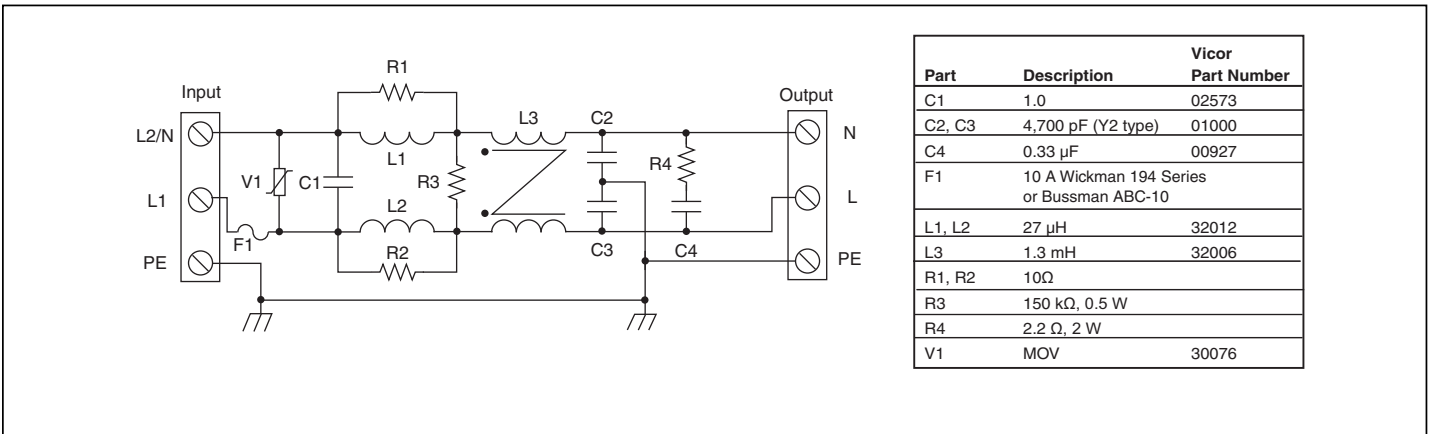 Input
L2/N
L1
PE
F1
V1
C1
R1
L1
L2
R2
R3
L3
C2
C3
R4
C4
Output
N
L
PE
Part Description Vicor Part Number
C1 1.0 02573
C2, C3 4,700 pF (Y2 type) 01000
C4 0.33 µF 00927
F1 10 A Wickman 194 Series
or Bussman ABC-10
L1, L2 27 µH 32012
L3 1.3 mH 32006
R1, R2 10Ω
R3 150 kΩ, 0.5 W
R4 2.2 Ω, 2 W
V1 MOV 30076